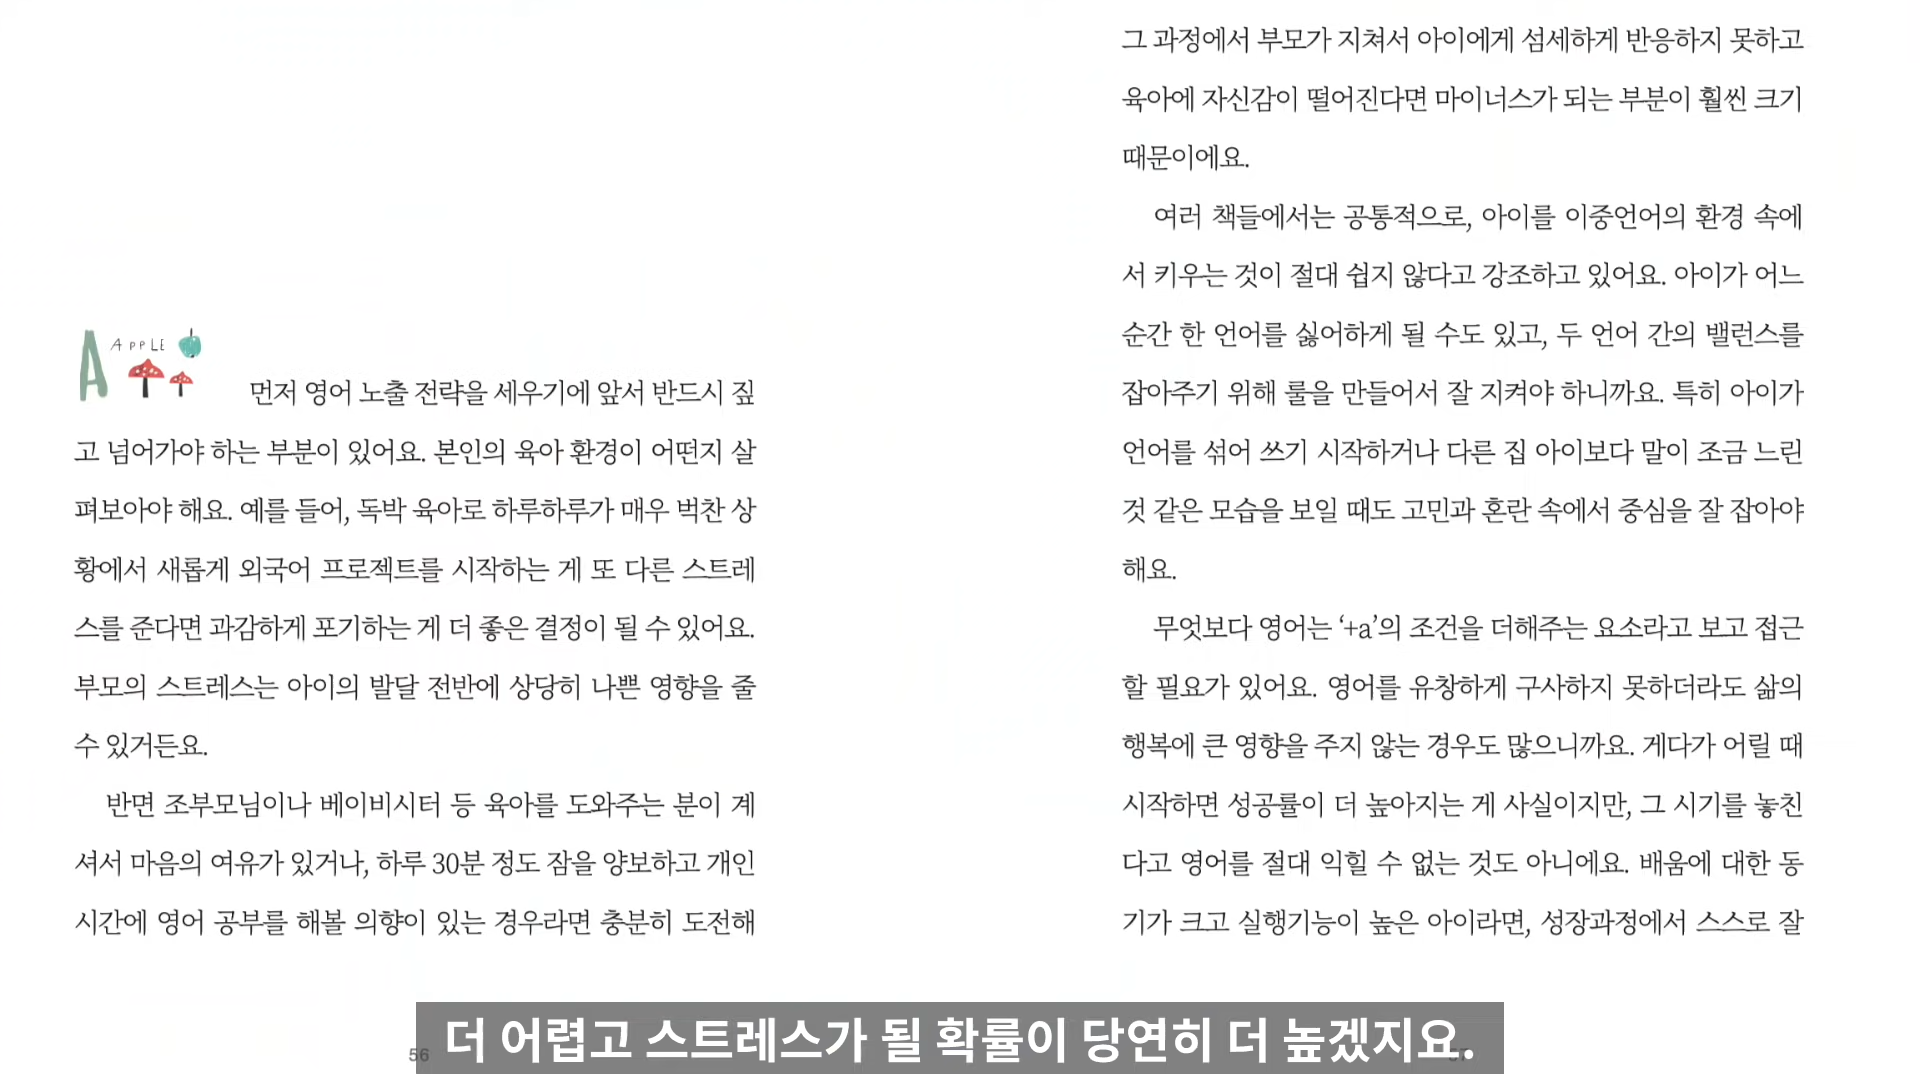 A APPLE
먼저 영어 노출 전략을 세우기에 앞서 반드시 짚
고 넘어가야 하는 부분이 있어요. 본인의 육아 환경이 어떤지 살
펴보아야 해요. 예를 들어, 독박 육아로 하루하루가 매우 벅찬 상
황에서 새롭게 외국어 프로젝트를 시작하는 게 또 다른 스트레
스를 준다면 과감하게 포기하는 게 더 좋은 결정이 될 수 있어요.
부모의 스트레스는 아이의 발달 전반에 상당히 나쁜 영향을 줄
수 있거든요.
반면 조부모님이나 베이비시터 등 육아를 도와주는 분이 계
셔서 마음의 여유가 있거나, 하루 30분 정도 잠을 양보하고 개인
시간에 영어 공부를 해볼 의향이 있는 경우라면 충분히 도전해
56
그 과정에서 부모가 지쳐서 아이에게 섬세하게 반응하지 못하고
육아에 자신감이 떨어진다면 마이너스가 되는 부분이 훨씬 크기
때문이에요.
여러 책들에서는 공통적으로, 아이를 이중언어의 환경 속에
서 키우는 것이 절대 쉽지 않다고 강조하고 있어요. 아이가 어느
순간 한 언어를 싫어하게 될 수도 있고, 두 언어 간의 밸런스를
잡아주기 위해 룰을 만들어서 잘 지켜야 하니까요. 특히 아이가
언어를 섞어 쓰기 시작하거나 다른 집 아이보다 말이 조금 느린
것 같은 모습을 보일 때도 고민과 혼란 속에서 중심을 잘 잡아야
해요.
무엇보다 영어는 ‘+a’의 조건을 더해주는 요소라고 보고 접근
할 필요가 있어요. 영어를 유창하게 구사하지 못하더라도 삶의
행복에 큰 영향을 주지 않는 경우도 많으니까요. 게다가 어릴 때
시작하면 성공률이 더 높아지는 게 사실이지만, 그 시기를 놓친
다고 영어를 절대 익힐 수 없는 것도 아니에요. 배움에 대한 동
기가 크고 실행기능이 높은 아이라면, 성장과정에서 스스로 잘
더 어렵고 스트레스가 될 확률이 당연히 더 높겠지요.